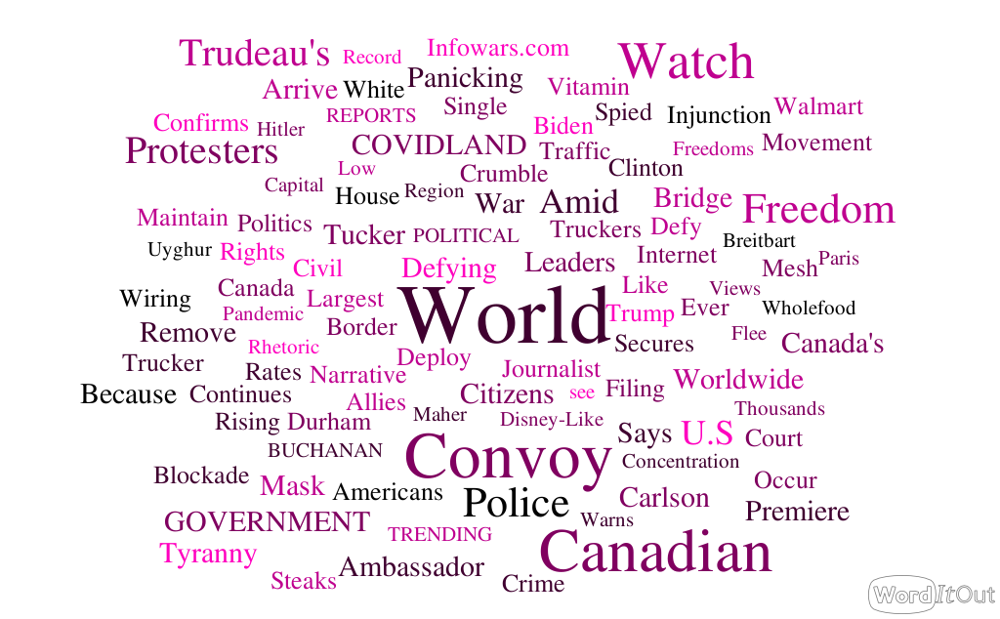 Trudeau's
Record
Infowars.com
Watch
Arrive
White
Panicking
Vitamin
Single
Spied
Injunction
Walmart
Confirms
Hitler
REPORTS
Biden
Protesters
COVIDLAND
Traffic
Freedoms
Movement
Low
Crumble
Clinton
Capital
House
Region
War
Amid
Bridge
Freedom
Maintain
Politics
Tucker
POLITICAL
Truckers
Defy
Breitbart
Uyghur
Rights
Civil
Defying
Leaders
Internet
Mesh
Paris
Wiring
Canada
Largest
World
Like
Views
Pandemic
Border
Trump
Ever
Wholefood
Remove
Rhetoric
Secures
Flee
Canada's
Trucker
Rates
Narrative
Deploy
Journalist
Worldwide
Because
Continues
Allies
Citizens
see
Filing
Thousands
Rising
Durham
Maher
Disney-Like
Says
U.S
Court
BUCHANAN
Convoy
Concentration
Blockade
Mask
Americans
Police
Carlson
Occur
GOVERNMENT
TRENDING
Warns
Premiere
Tyranny
Ambassador
Canadian
Steaks
Crime
WordItOut